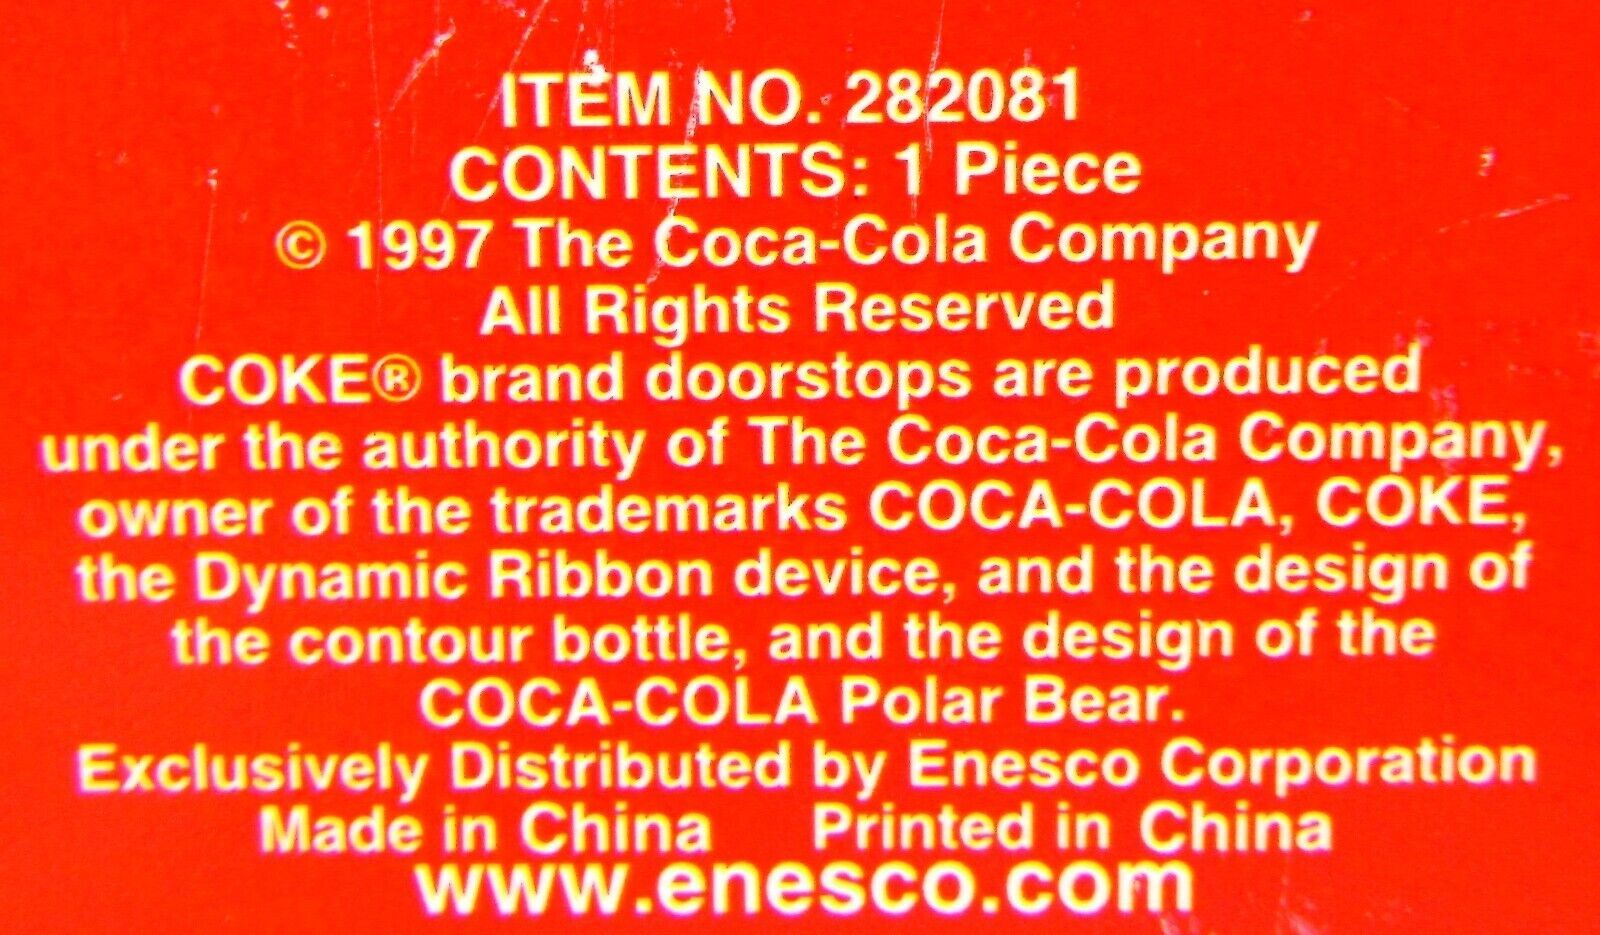 ITEM NO. 282081
CONTENTS: 1 Piece
© 1997 The Coca-Cola Company
All Rights Reserved
COKE® brand doorstops are produced
under the authority of The Coca-Cola Company,
owner of the trademarks COCA-COLA, COKE,
the Dynamic Ribbon device, and the design of
the contour bottle, and the design of the
COCA-COLA Polar Bear.
Exclusively Distributed by Enesco Corporation
Made in China Printed in China
www.enesco.com